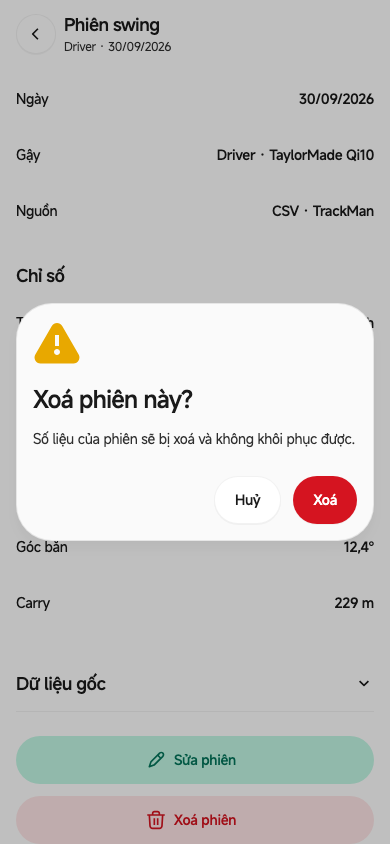 Phiên swing
Driver · 30/09/2026
Ngày 30/09/2026
Gậy Driver · TaylorMade Qi10
Nguồn CSV · TrackMan
Chỉ số
Xoá phiên này?
Số liệu của phiên sẽ bị xoá và không khôi phục được.
Huỷ Xoá
Góc bắn 12,4°
Carry 229 m
Dữ liệu gốc
Sửa phiên
Xoá phiên